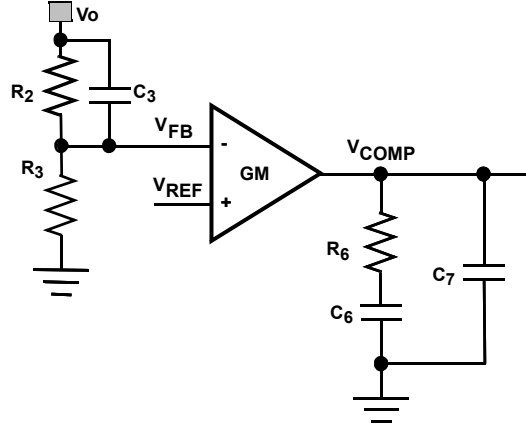 Vo
R2
C3
R3
VFB
-
GM
VREF
+
VCOMP
R6
C7
C6